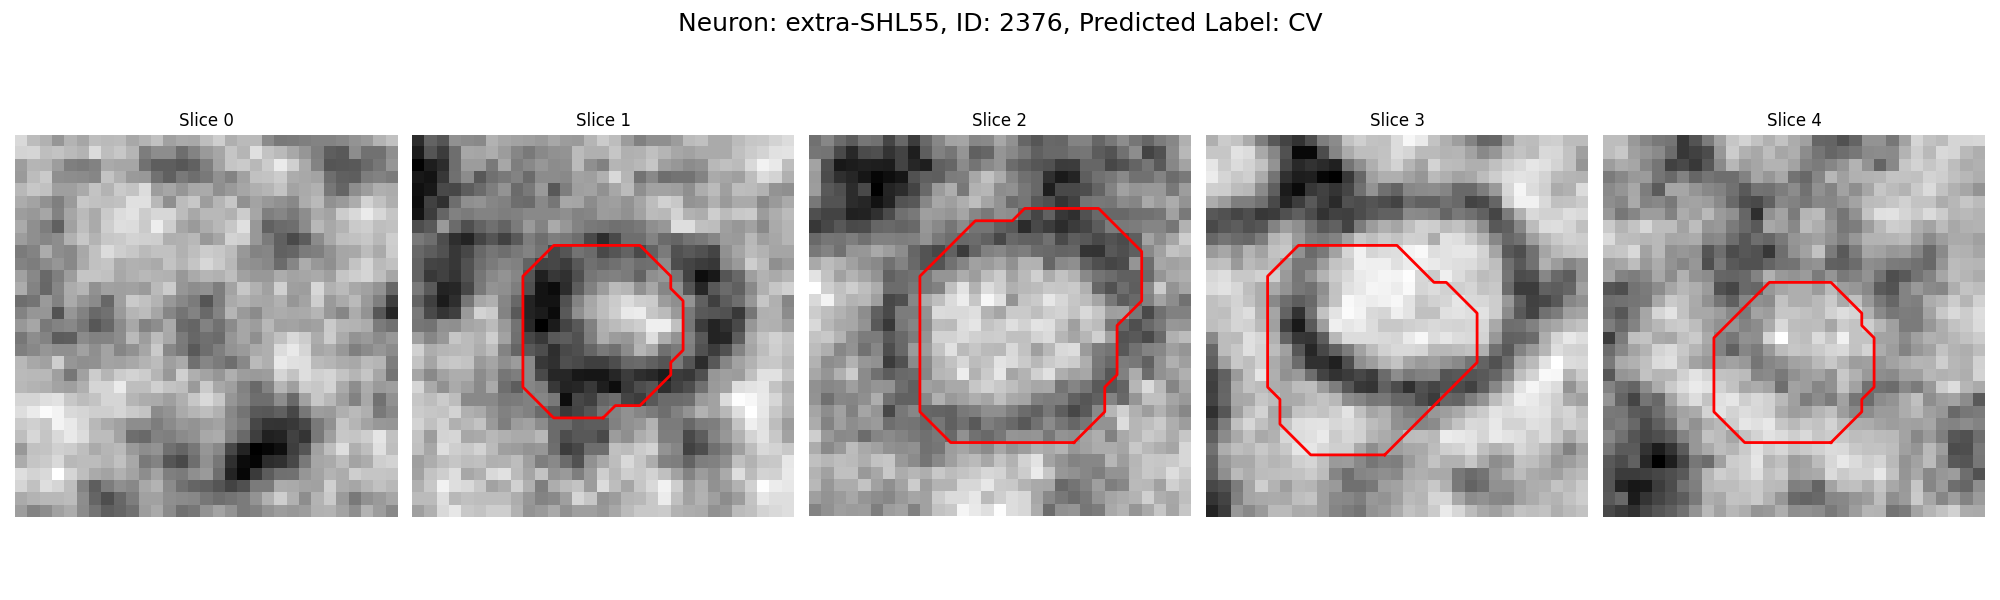 Neuron: extra-SHL55, ID: 2376, Predicted Label: CV
Slice 0
Slice 1
Slice 2
Slice 3
Slice 4